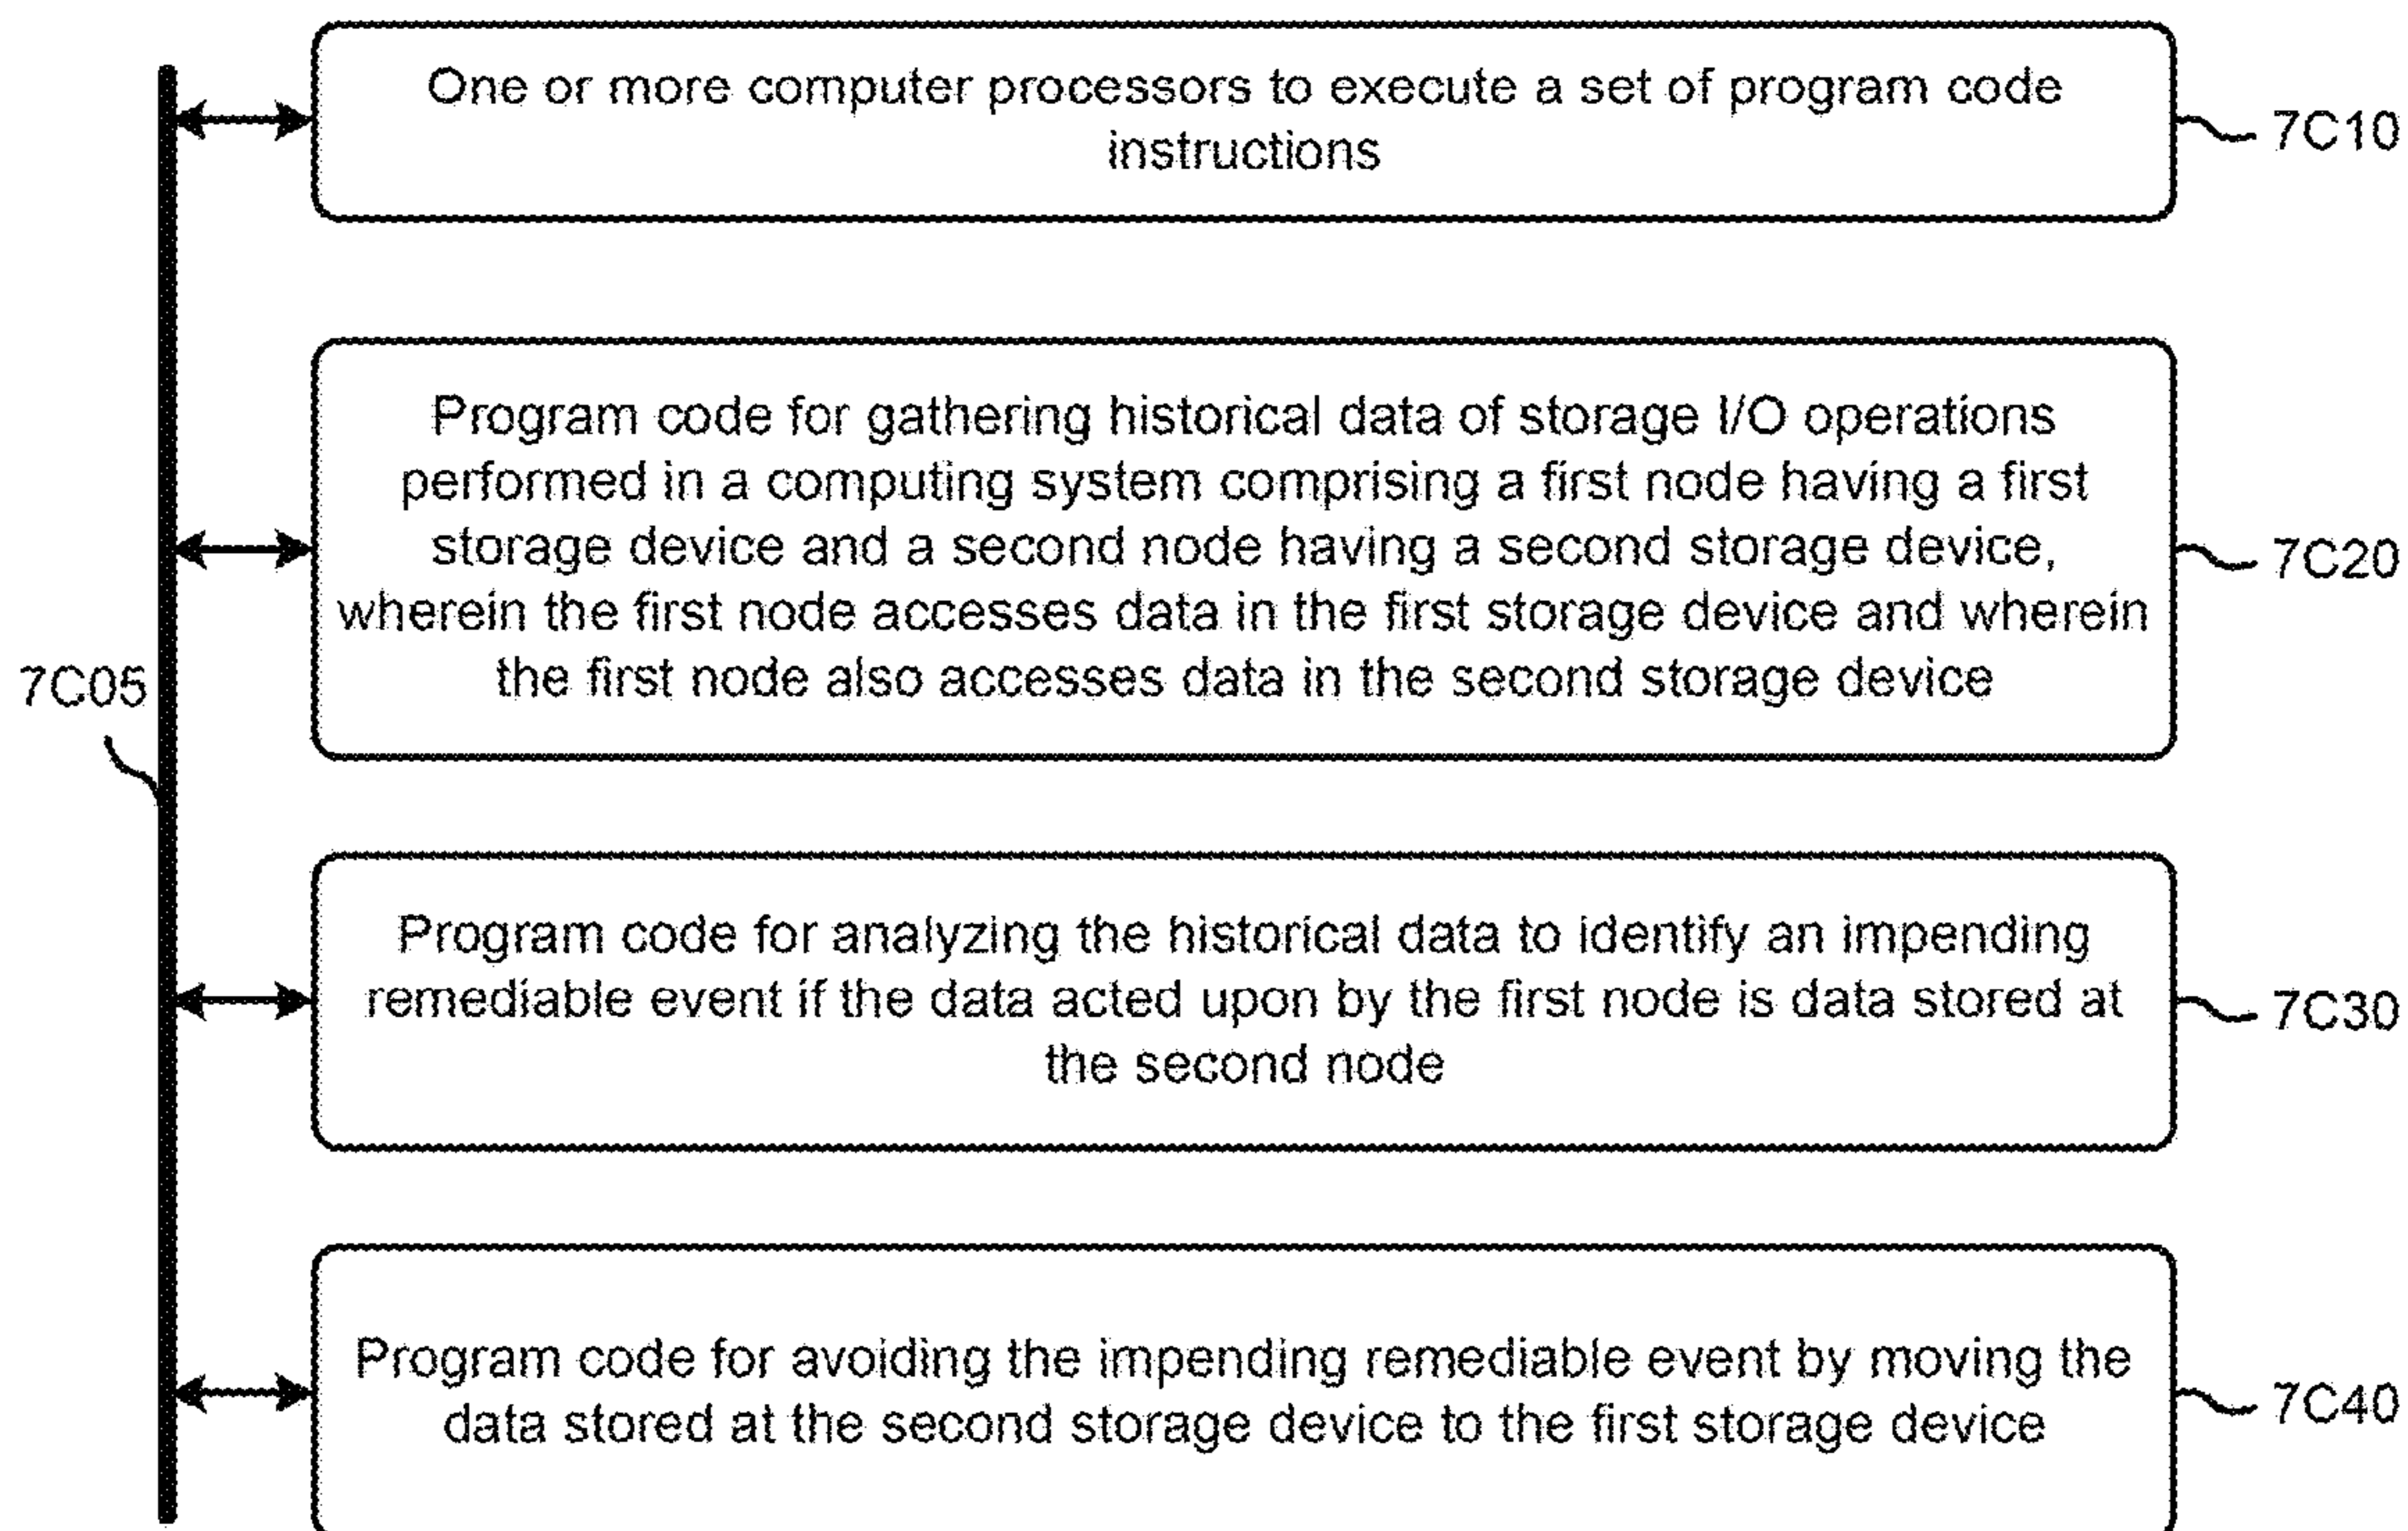 One or more computer processors to execute a set of program code
instructions
7C10
Program code for gathering historical data of storage I/O operations
performed in a computing system comprising a first node having a first
storage device and a second node having a second storage device,
wherein the first node accesses data in the first storage device and wherein
the first node also accesses data in the second storage device
7C20
7C05
Program code for analyzing the historical data to identify an impending
remediable event if the data acted upon by the first node is data stored at
the second node
7C30
Program code for avoiding the impending remediable event by moving the
data stored at the second storage device to the first storage device
7C40